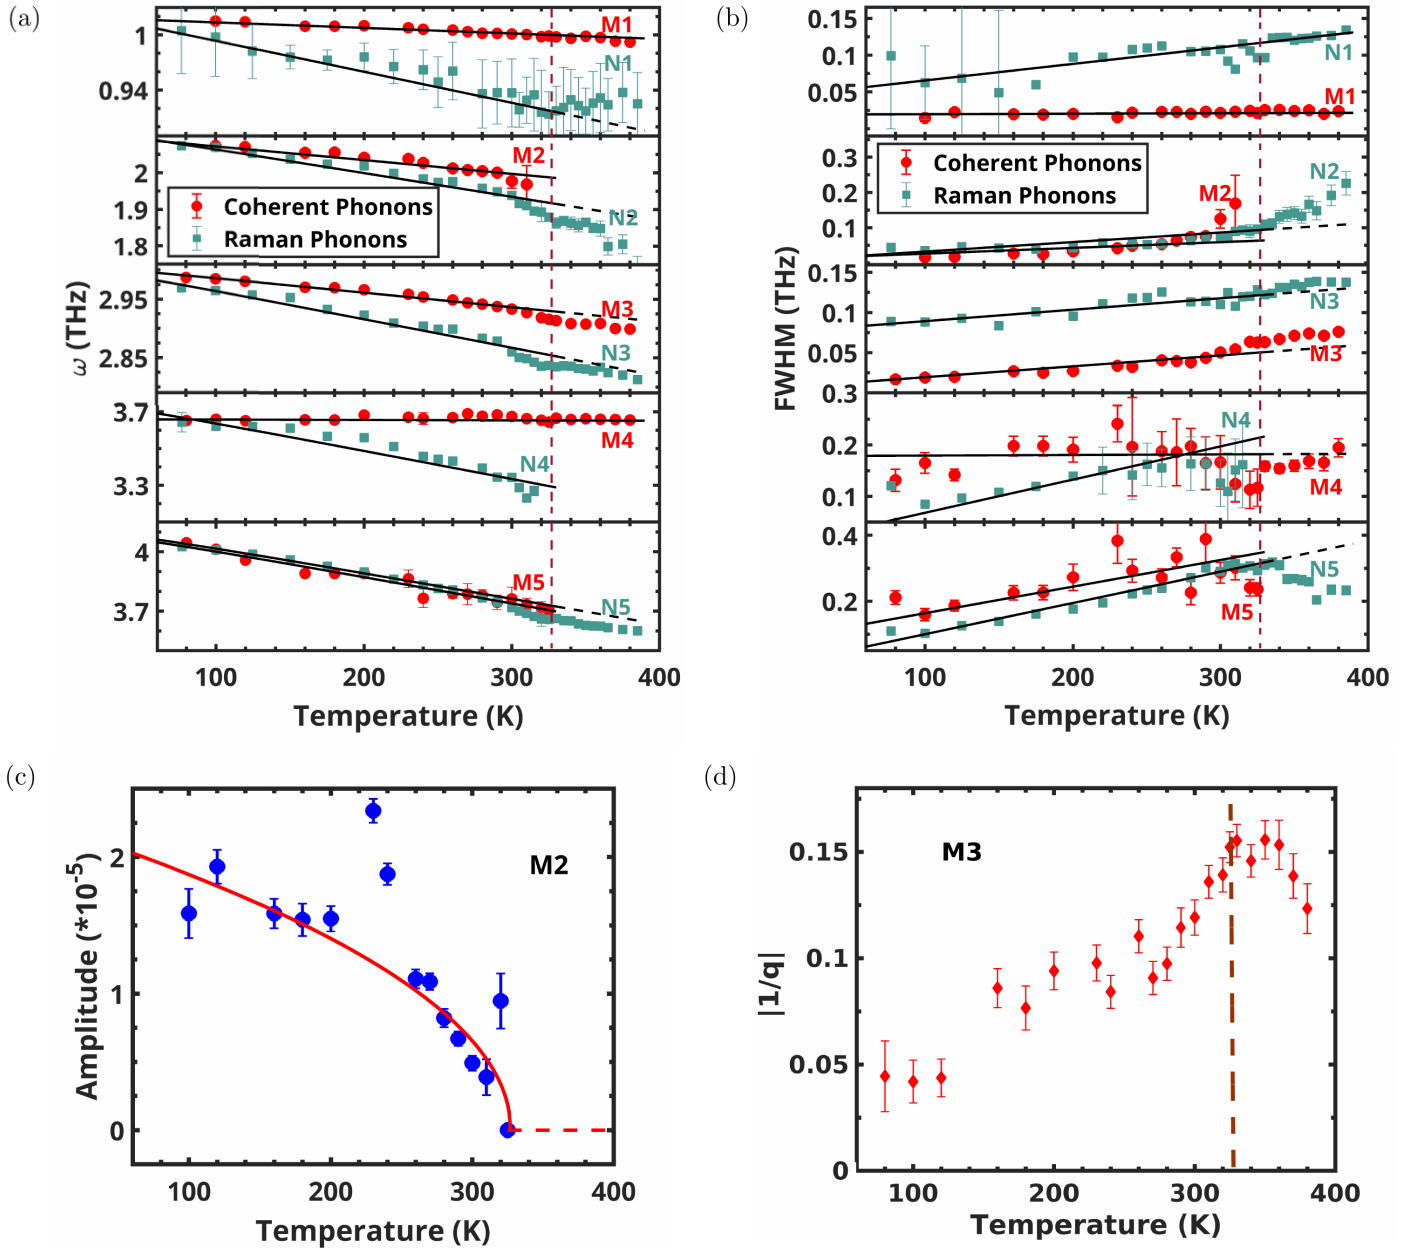 (a)
M1
N1
1
0.94
M2
N2
2
1.9
1.8
Coherent Phonons
Raman Phonons
M3
N3
2.95
2.85
ω (THz)
M4
N4
3.7
3.3
M5
N5
4
3.7
100
200
300
400
Temperature (K)
(b)
0.15
0.1
0.05
N1
M1
0.3
0.2
0.1
Coherent Phonons
Raman Phonons
N2
M2
0.15
0.1
0.05
N3
M3
FWHM (THz)
0.3
0.2
0.1
N4
M4
0.4
0.2
N5
M5
100
200
300
400
Temperature (K)
(c)
M2
2
1
0
Amplitude (*10-5)
100
200
300
400
Temperature (K)
(d)
M3
0.15
0.1
0.05
0
|1/q|
100
200
300
400
Temperature (K)